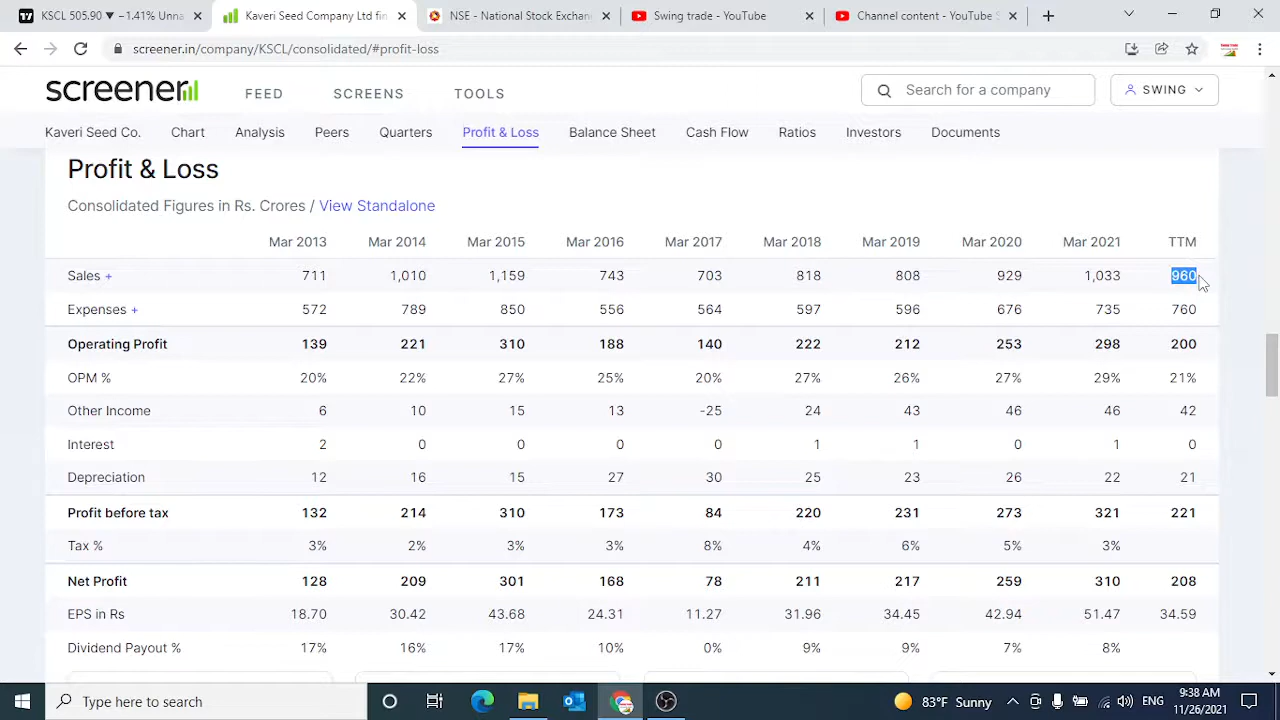 KSCL 505.90 ▼ −1.41% Unna
Kaveri Seed Company Ltd fin
NSE - National Stock Exchan
Swing trade - YouTube
Channel content - YouTube S
screener.in/company/KSCL/consolidated/#profit-loss
screener FEED SCREENS TOOLS Search for a company SWING
Kaveri Seed Co. Chart Analysis Peers Quarters Profit & Loss Balance Sheet Cash Flow Ratios Investors Documents
Profit & Loss
Consolidated Figures in Rs. Crores / View Standalone
Mar 2013 Mar 2014 Mar 2015 Mar 2016 Mar 2017 Mar 2018 Mar 2019 Mar 2020 Mar 2021 TTM
Sales + 711 1,010 1,159 743 703 818 808 929 1,033 960
Expenses + 572 789 850 556 564 597 596 676 735 760
Operating Profit 139 221 310 188 140 222 212 253 298 200
OPM % 20% 22% 27% 25% 20% 27% 26% 27% 29% 21%
Other Income 6 10 15 13 -25 24 43 46 46 42
Interest 2 0 0 0 0 1 1 0 1 0
Depreciation 12 16 15 27 30 25 23 26 22 21
Profit before tax 132 214 310 173 84 220 231 273 321 221
Tax % 3% 2% 3% 3% 8% 4% 6% 5% 3%
Net Profit 128 209 301 168 78 211 217 259 310 208
EPS in Rs 18.70 30.42 43.68 24.31 11.27 31.96 34.45 42.94 51.47 34.59
Dividend Payout % 17% 16% 17% 10% 0% 9% 9% 7% 8%
Type here to search
83°F Sunny
ENG
9:38 AM
11/26/2021